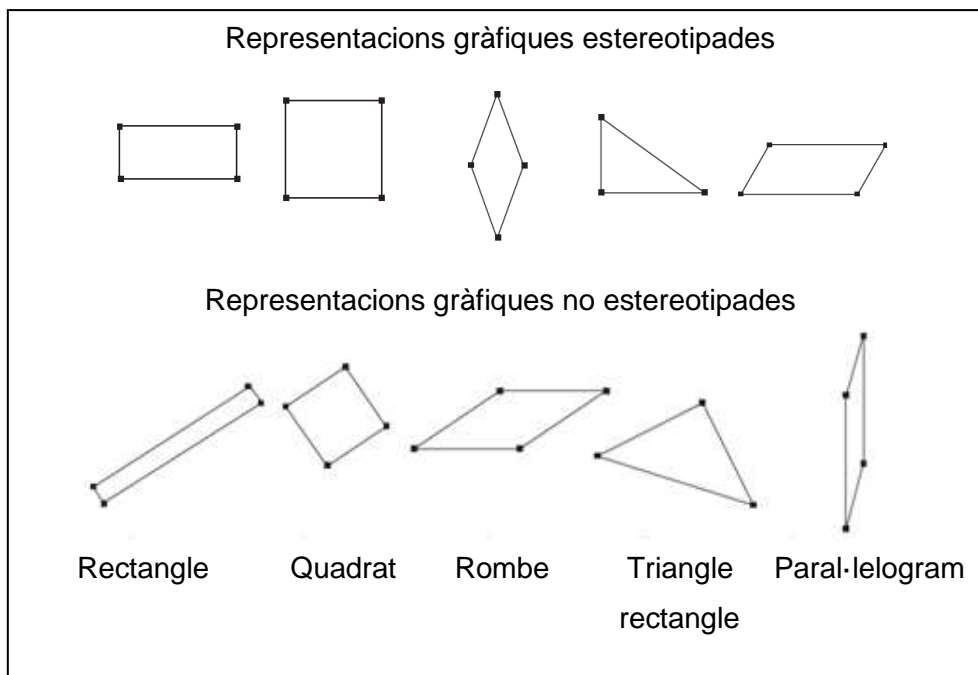 Representacions gràfiques estereotipades
Representacions gràfiques no estereotipades
Rectangle Quadrat Rombe Triangle Paral·lelogram
rectangle